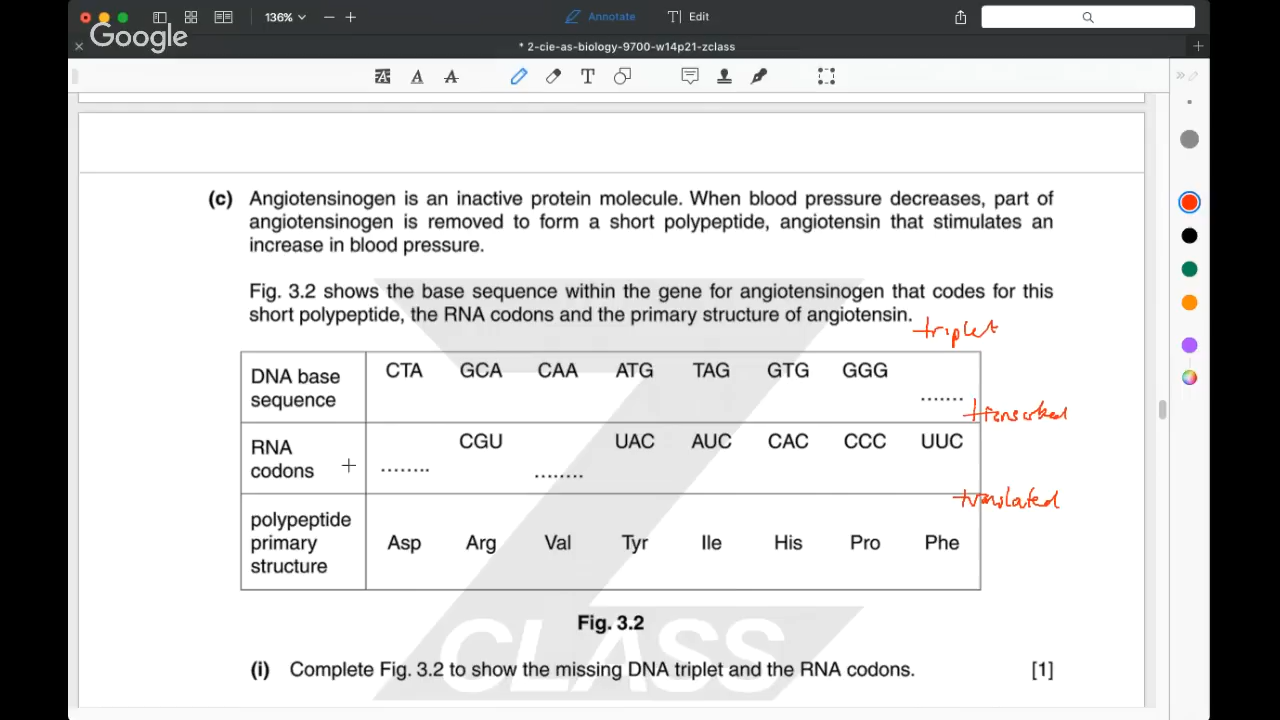 136%
Annotate
T| Edit
Google
* 2-cie-as-biology-9700-w14p21-zclass
(c) Angiotensinogen is an inactive protein molecule. When blood pressure decreases, part of
angiotensinogen is removed to form a short polypeptide, angiotensin that stimulates an
increase in blood pressure.
Fig. 3.2 shows the base sequence within the gene for angiotensinogen that codes for this
short polypeptide, the RNA codons and the primary structure of angiotensin.
triplet
DNA base sequence CTA GCA CAA ATG TAG GTG GGG ........
transcribed
RNA codons ........ CGU ........ UAC AUC CAC CCC UUC
translated
polypeptide primary structure Asp Arg Val Tyr Ile His Pro Phe
Fig. 3.2
Z
CLASS
(i) Complete Fig. 3.2 to show the missing DNA triplet and the RNA codons. [1]